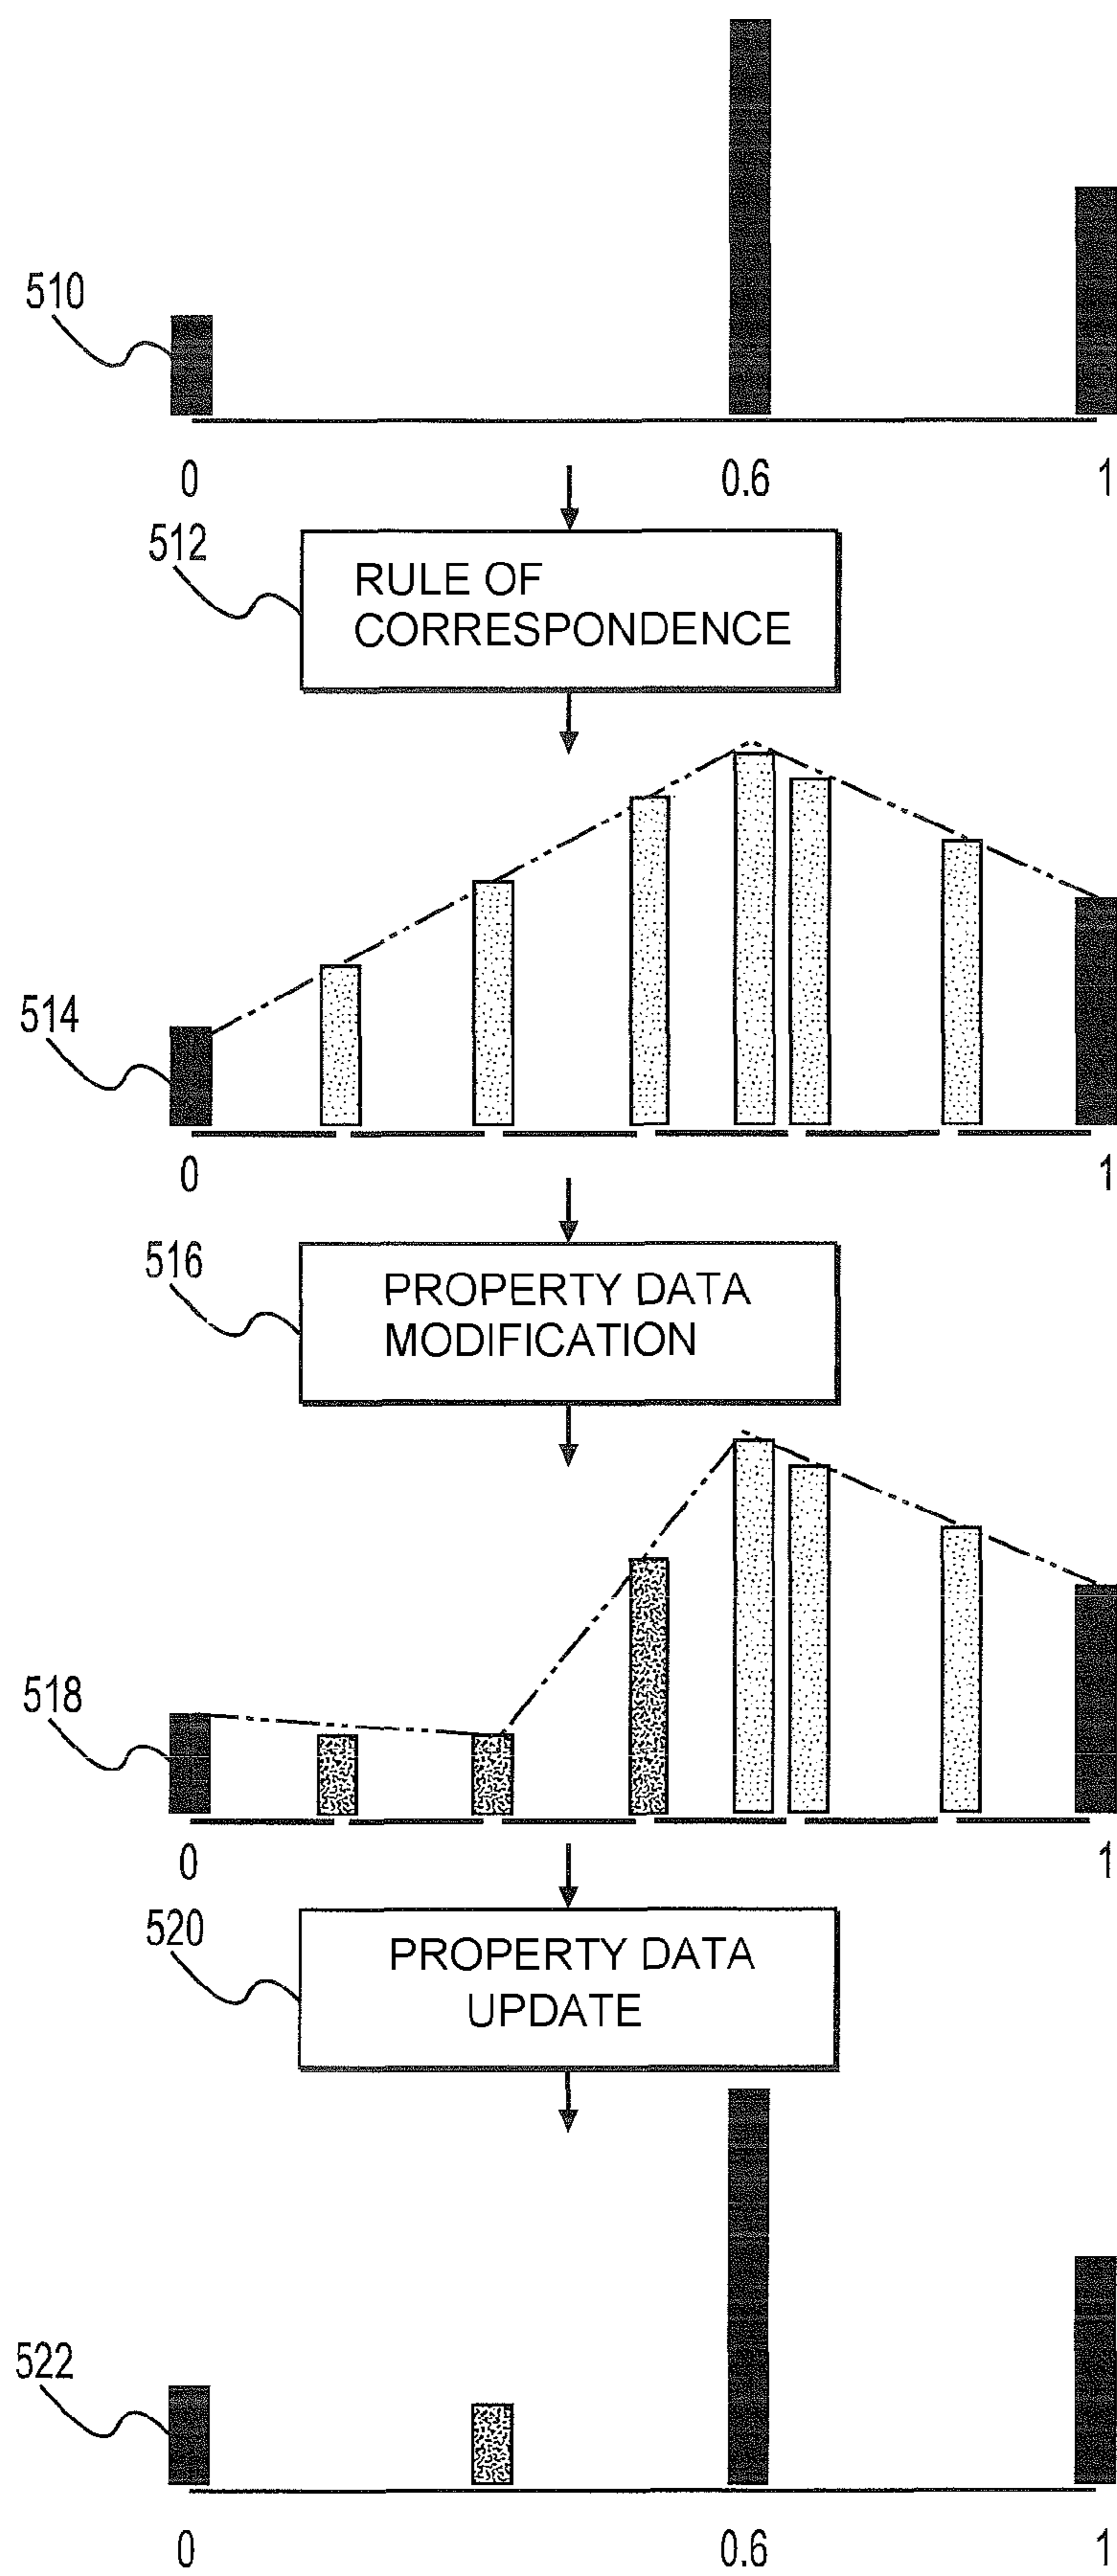 510
0 0.6 1
512
RULE OF
CORRESPONDENCE
514
0 1
516
PROPERTY DATA
MODIFICATION
518
0 1
520
PROPERTY DATA
UPDATE
522
0 0.6 1